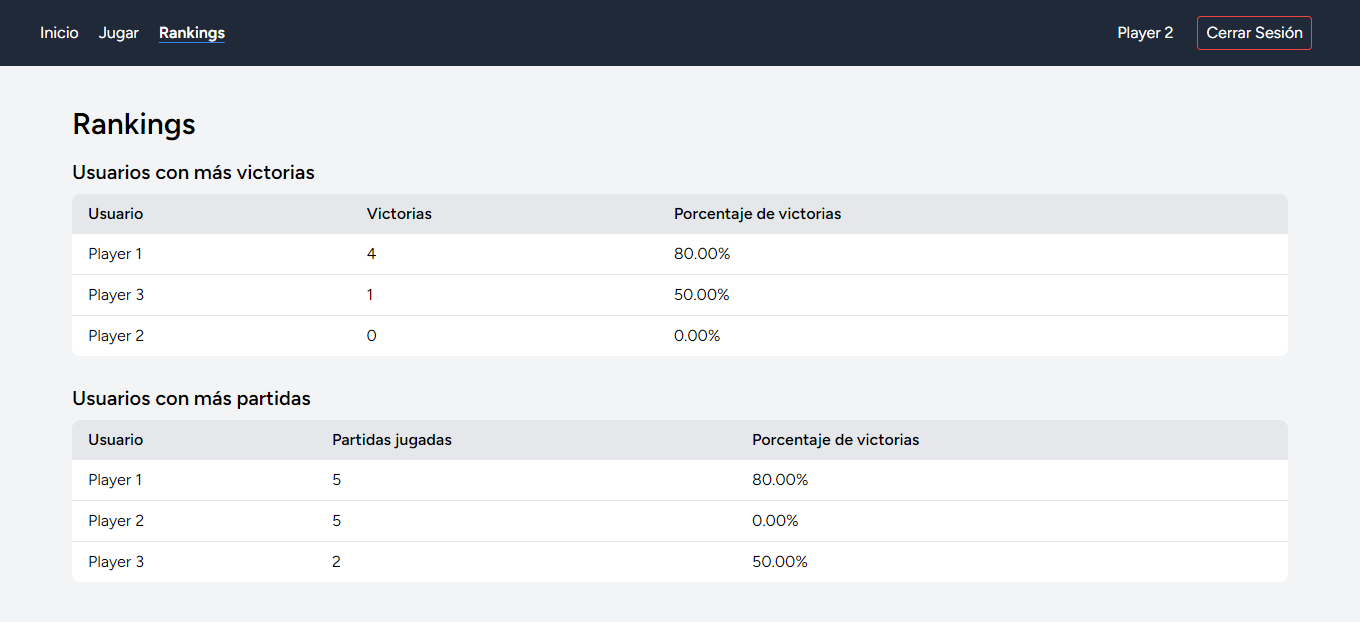 Inicio Jugar Rankings Player 2 Cerrar Sesión
Rankings
Usuarios con más victorias
Usuario Victorias Porcentaje de victorias
Player 1 4 80.00%
Player 3 1 50.00%
Player 2 0 0.00%
Usuarios con más partidas
Usuario Partidas jugadas Porcentaje de victorias
Player 1 5 80.00%
Player 2 5 0.00%
Player 3 2 50.00%